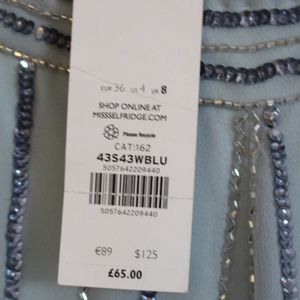 EUR 36 US 4 UK 8
SHOP ONLINE AT
MISSSELFRIDGE.COM
Please Recycle
CAT:162
43S43WBLU
5057642209440
5057642209440
€89 $125
£65.00